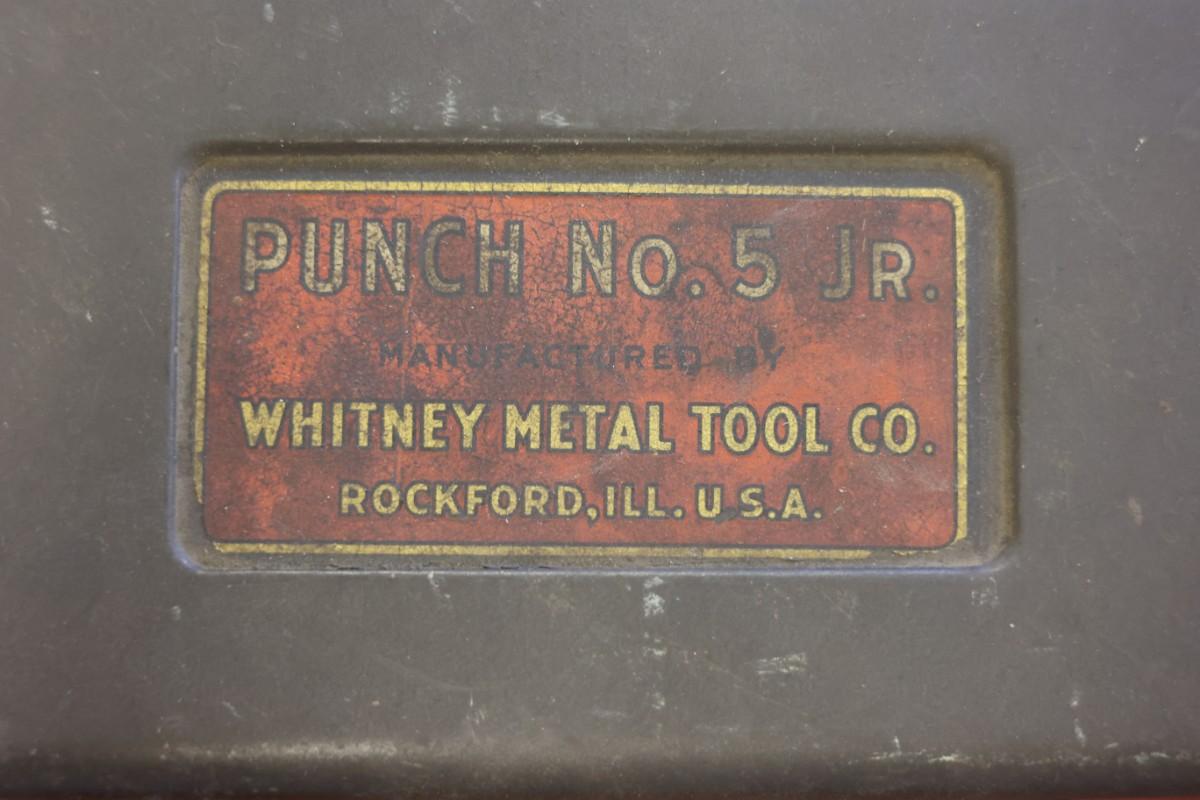 PUNCH No. 5 JR.
MANUFACTURED BY
WHITNEY METAL TOOL CO.
ROCKFORD, ILL. U.S.A.